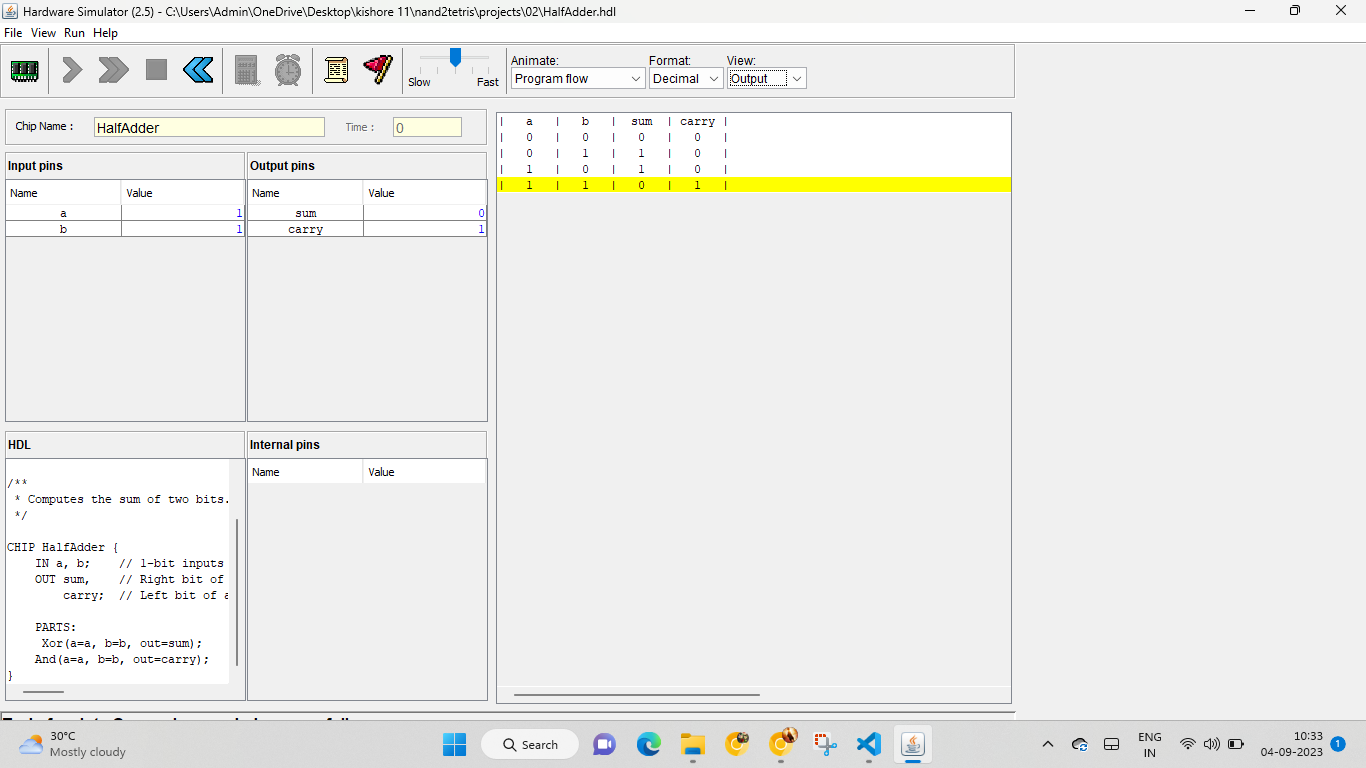 Hardware Simulator (2.5) - C:\Users\Admin\OneDrive\Desktop\kishore 11\nand2tetris\projects\02\HalfAdder.hdl
File View Run Help
Slow Fast
Animate: Format: View:
Program flow Decimal Output
Chip Name : HalfAdder Time : 0
Input pins
Name Value
a 1
b 1
Output pins
Name Value
sum 0
carry 1
| a | b | sum | carry |
| 0 | 0 | 0 | 0 |
| 0 | 1 | 1 | 0 |
| 1 | 0 | 1 | 0 |
| 1 | 1 | 0 | 1 |
HDL
/**
* Computes the sum of two bits.
*/
CHIP HalfAdder {
IN a, b; // 1-bit inputs
OUT sum, // Right bit of
carry; // Left bit of a
PARTS:
Xor(a=a, b=b, out=sum);
And(a=a, b=b, out=carry);
}
Internal pins
Name Value
30°C
Mostly cloudy
Search
ENG
IN
10:33
04-09-2023
1